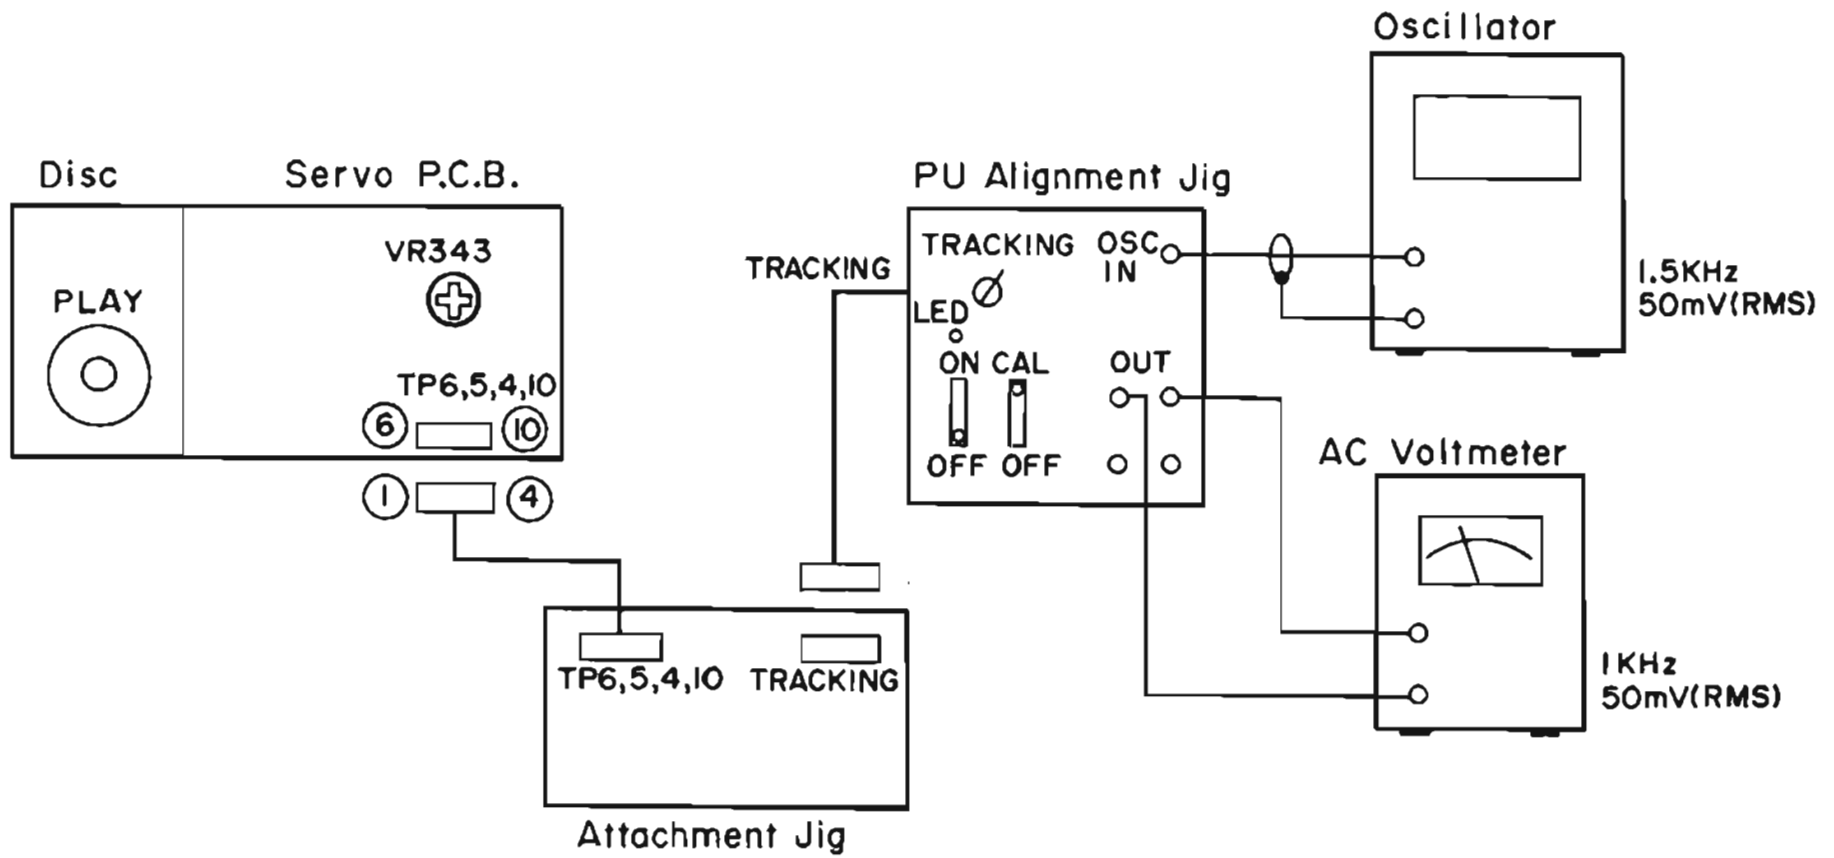 Disc
Servo P.C.B.
PLAY
VR343
TP6,5,4,10
6
10
1
4
TP6,5,4,10
TRACKING
Attachment Jig
TRACKING
PU Alignment Jig
TRACKING
OSC
IN
LED
ON
CAL
OUT
OFF
OFF
Oscillator
1.5KHz
50mV(RMS)
AC Voltmeter
1KHz
50mV(RMS)